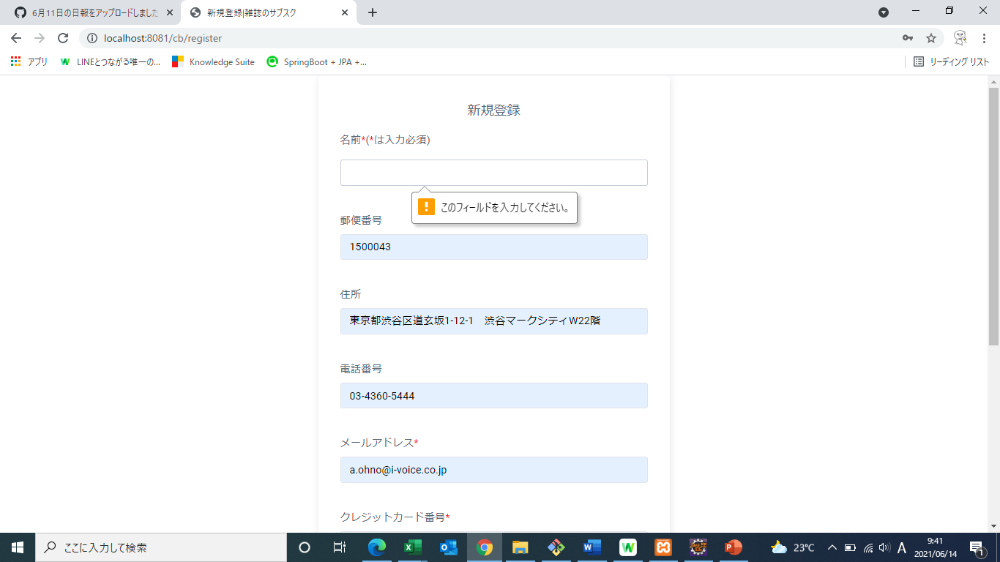 6月11日の日報をアップロードしました
新規登録|雑誌のサブスク
localhost:8081/cb/register
アプリ
LINEとつながる唯一の...
Knowledge Suite
SpringBoot + JPA +...
リーディング リスト
新規登録
名前*(*は入力必須)
このフィールドを入力してください。
郵便番号
1500043
住所
東京都渋谷区道玄坂1-12-1　渋谷マークシティW22階
電話番号
03-4360-5444
メールアドレス*
a.ohno@i-voice.co.jp
クレジットカード番号*
ここに入力して検索
23℃
A
9:41
2021/06/14
1